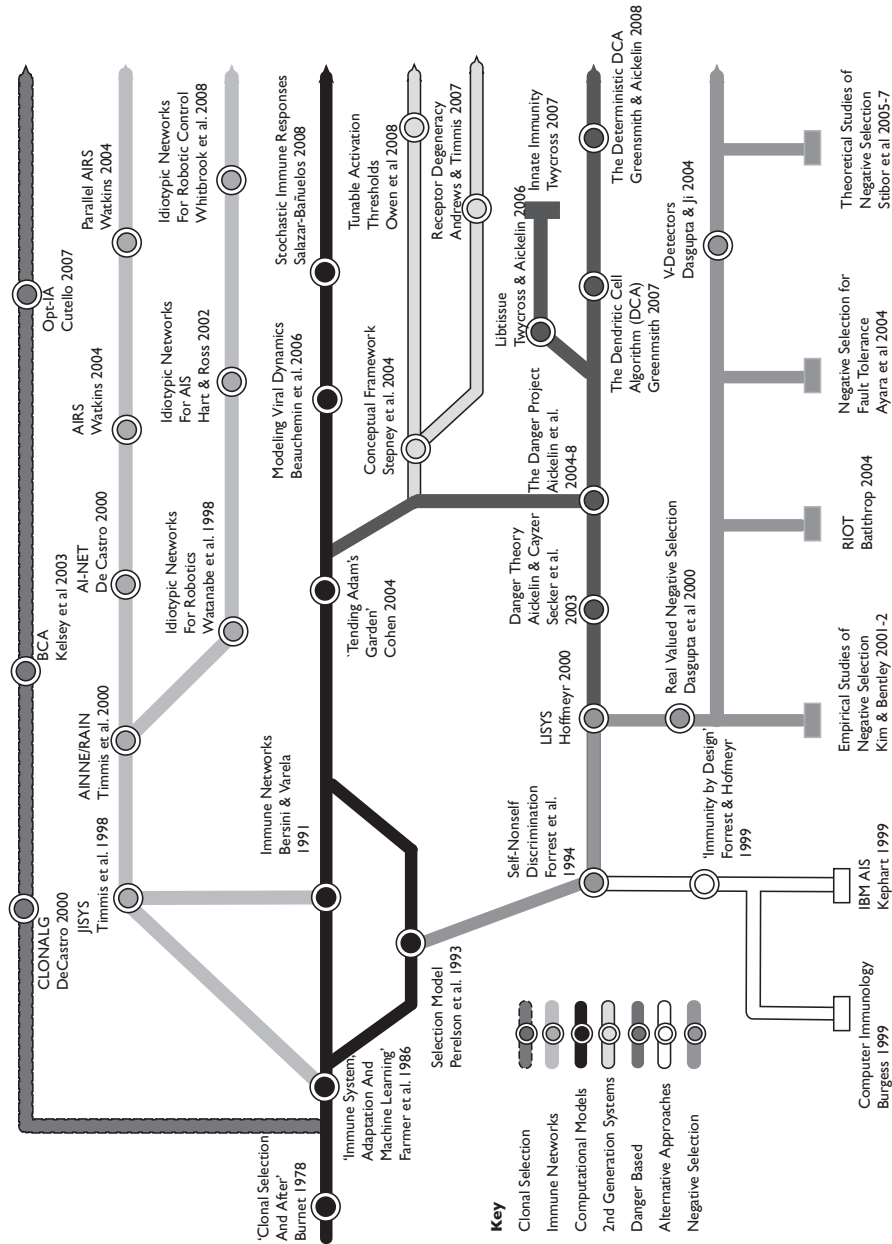 CLONALG
DeCastro 2000
BCA
Kelsey et al 2003
Opt-IA
Cutello 2007
JISYS
Timmis et al. 1998
AINNE/RAIN
Timmis et al. 2000
AI-NET
De Castro 2000
AIRS
Watkins 2004
Parallel AIRS
Watkins 2004
Idiotypic Networks
For Robotics
Watanabe et al. 1998
Idiotypic Networks
For AIS
Hart & Ross 2002
Idiotypic Networks
For Robotic Control
Whitbrook et al. 2008
'Clonal Selection
And After'
Burnet 1978
'Immune System,
Adaptation And
Machine Learning'
Farmer et al. 1986
Immune Networks
Bersini & Varela
1991
'Tending Adam's
Garden'
Cohen 2004
Modeling Viral Dynamics
Beauchemin et al. 2006
Stochastic Immune Responses
Salazar-Bañuelos 2008
Selection Model
Perelson et al. 1993
Conceptual Framework
Stepney et al. 2004
Tunable Activation
Thresholds
Owen et al 2008
Receptor Degeneracy
Andrews & Timmis 2007
Self-Nonself
Discrimination
Forrest et al.
1994
LISYS
Hoffmeyr 2000
Danger Theory
Aickelin & Cayzer
Secker et al.
2003
The Danger Project
Aickelin et al.
2004-8
Libtissue
Twycross & Aickelin 2006
Innate Immunity
Twycross 2007
The Dendritic Cell
Algorithm (DCA)
Greenmsith 2007
The Deterministic DCA
Greensmith & Aickelin 2008
'Immunity by Design'
Forrest & Hofmeyr
1999
Real Valued Negative Selection
Dasgupta et al 2000
V-Detectors
Dasgupta & Ji 2004
Computer Immunology
Burgess 1999
IBM AIS
Kephart 1999
Empirical Studies of
Negative Selection
Kim & Bentley 2001-2
RIOT
Batlthrop 2004
Negative Selection for
Fault Tolerance
Ayara et al 2004
Theoretical Studies of
Negative Selection
Stibor et al 2005-7
Key
Clonal Selection
Immune Networks
Computational Models
2nd Generation Systems
Danger Based
Alternative Approaches
Negative Selection